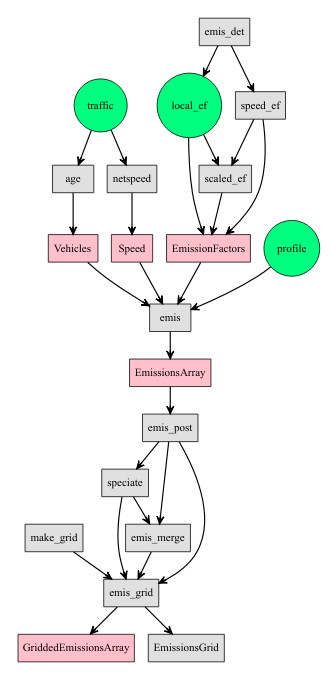 emis_det
traffic
local_ef
speed_ef
age
netspeed
scaled_ef
Vehicles
Speed
EmissionFactors
profile
emis
EmissionsArray
emis_post
speciate
make_grid
emis_merge
emis_grid
GriddedEmissionsArray
EmissionsGrid